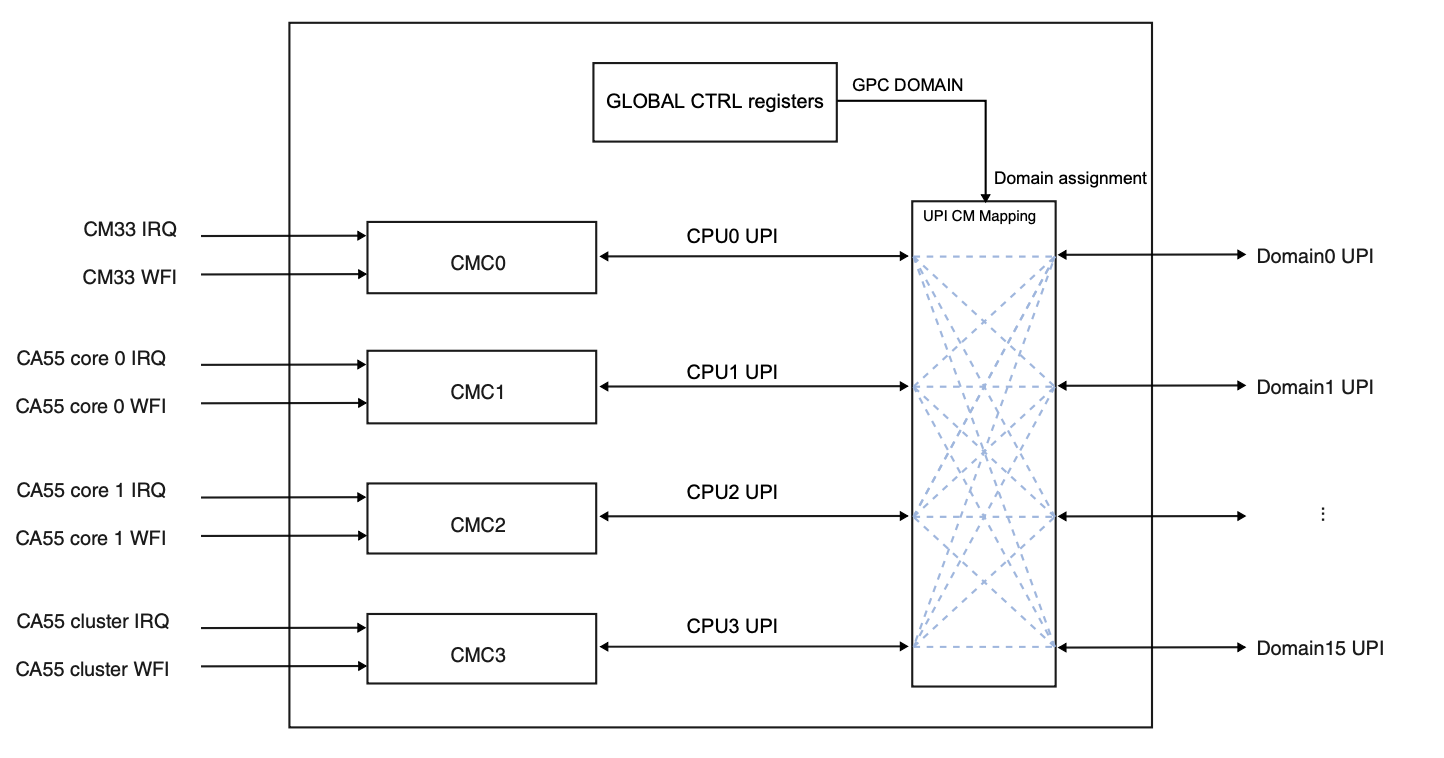 GLOBAL CTRL registers
GPC DOMAIN
Domain assignment
UPI CM Mapping
CM33 IRQ
CM33 WFI
CMC0
CPU0 UPI
Domain0 UPI
CA55 core 0 IRQ
CA55 core 0 WFI
CMC1
CPU1 UPI
Domain1 UPI
CA55 core 1 IRQ
CA55 core 1 WFI
CMC2
CPU2 UPI
⋮
CA55 cluster IRQ
CA55 cluster WFI
CMC3
CPU3 UPI
Domain15 UPI